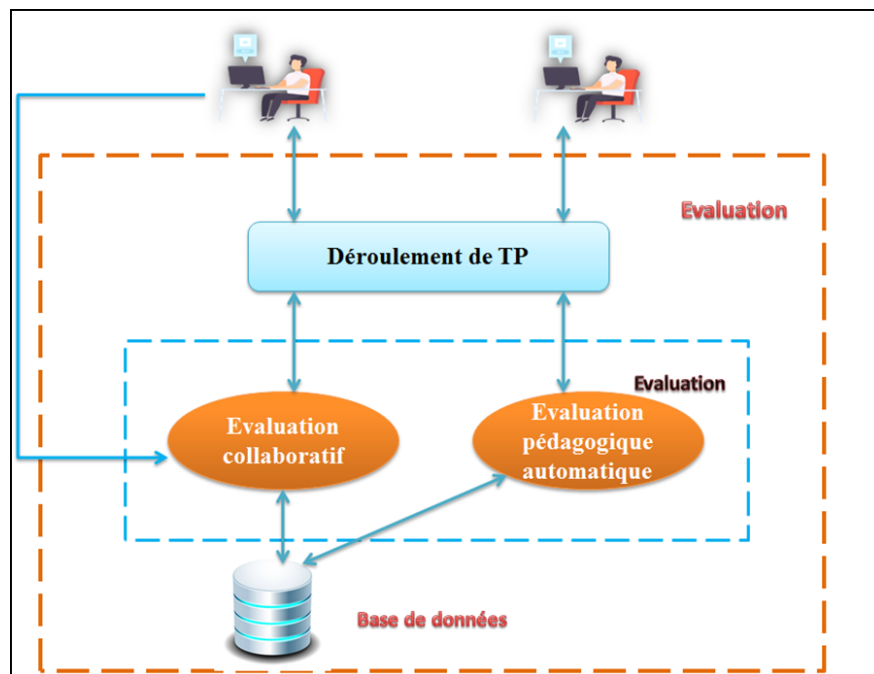 Evaluation
Déroulement de TP
Evaluation
Evaluation
collaboratif
Evaluation
pédagogique
automatique
Base de données